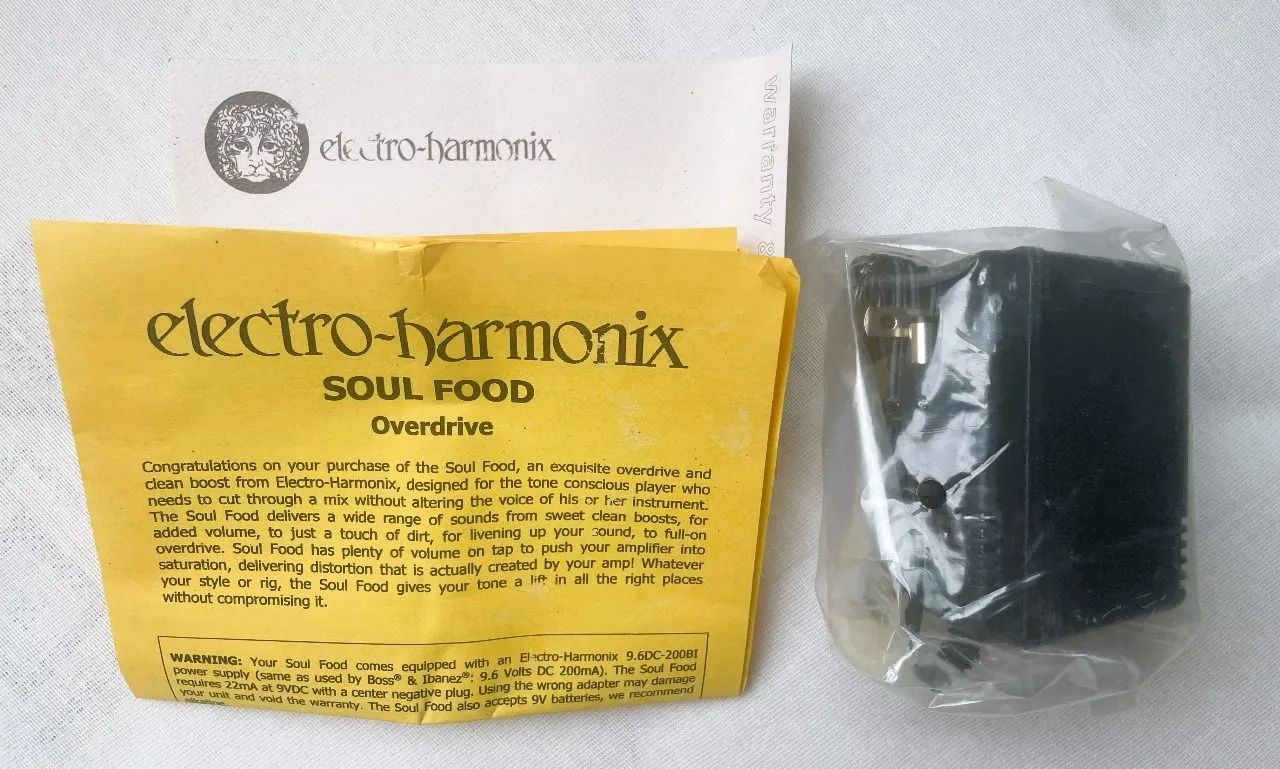 electro-harmonix
warranty &
electro-harmonix
SOUL FOOD
Overdrive
Congratulations on your purchase of the Soul Food, an exquisite overdrive and
clean boost from Electro-Harmonix, designed for the tone conscious player who
needs to cut through a mix without altering the voice of his or her instrument.
The Soul Food delivers a wide range of sounds from sweet clean boosts, for
added volume, to just a touch of dirt, for livening up your sound, to full-on
overdrive. Soul Food has plenty of volume on tap to push your amplifier into
saturation, delivering distortion that is actually created by your amp! Whatever
your style or rig, the Soul Food gives your tone a lift in all the right places
without compromising it.
WARNING: Your Soul Food comes equipped with an Electro-Harmonix 9.6DC-200BI
power supply (same as used by Boss® & Ibanez®: 9.6 Volts DC 200mA). The Soul Food
requires 22mA at 9VDC with a center negative plug. Using the wrong adapter may damage
your unit and void the warranty. The Soul Food also accepts 9V batteries, we recommend
alkaline.